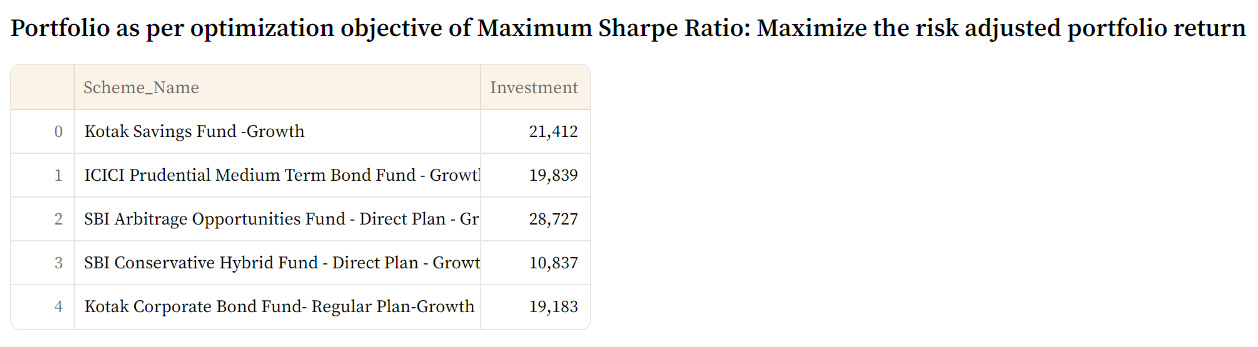 Portfolio as per optimization objective of Maximum Sharpe Ratio: Maximize the risk adjusted portfolio return
Scheme_Name Investment
0 Kotak Savings Fund -Growth 21,412
1 ICICI Prudential Medium Term Bond Fund - Growth 19,839
2 SBI Arbitrage Opportunities Fund - Direct Plan - Gr 28,727
3 SBI Conservative Hybrid Fund - Direct Plan - Growt 10,837
4 Kotak Corporate Bond Fund- Regular Plan-Growth 19,183